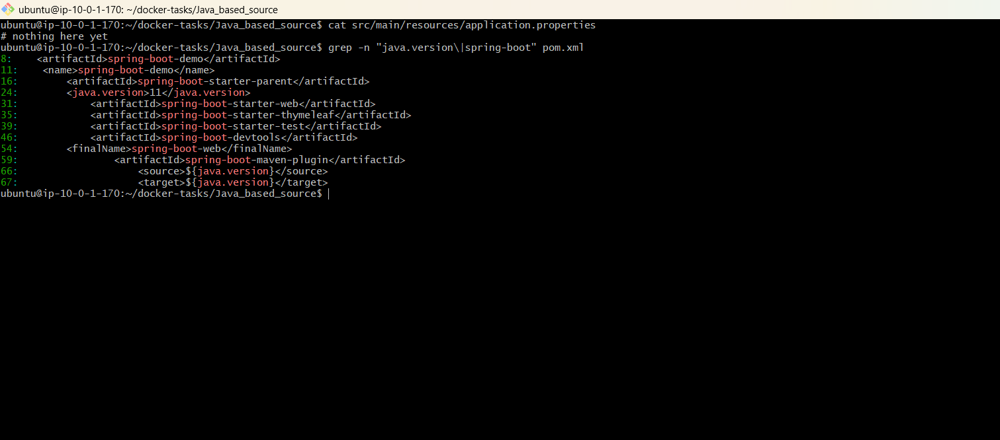 ubuntu@ip-10-0-1-170: ~/docker-tasks/Java_based_source
ubuntu@ip-10-0-1-170:~/docker-tasks/Java_based_source$ cat src/main/resources/application.properties
# nothing here yet
ubuntu@ip-10-0-1-170:~/docker-tasks/Java_based_source$ grep -n "java.version\|spring-boot" pom.xml
8:    <artifactId>spring-boot-demo</artifactId>
11:    <name>spring-boot-demo</name>
16:        <artifactId>spring-boot-starter-parent</artifactId>
24:        <java.version>11</java.version>
31:            <artifactId>spring-boot-starter-web</artifactId>
35:            <artifactId>spring-boot-starter-thymeleaf</artifactId>
39:            <artifactId>spring-boot-starter-test</artifactId>
46:            <artifactId>spring-boot-devtools</artifactId>
54:        <finalName>spring-boot-web</finalName>
59:                <artifactId>spring-boot-maven-plugin</artifactId>
66:                    <source>${java.version}</source>
67:                    <target>${java.version}</target>
ubuntu@ip-10-0-1-170:~/docker-tasks/Java_based_source$